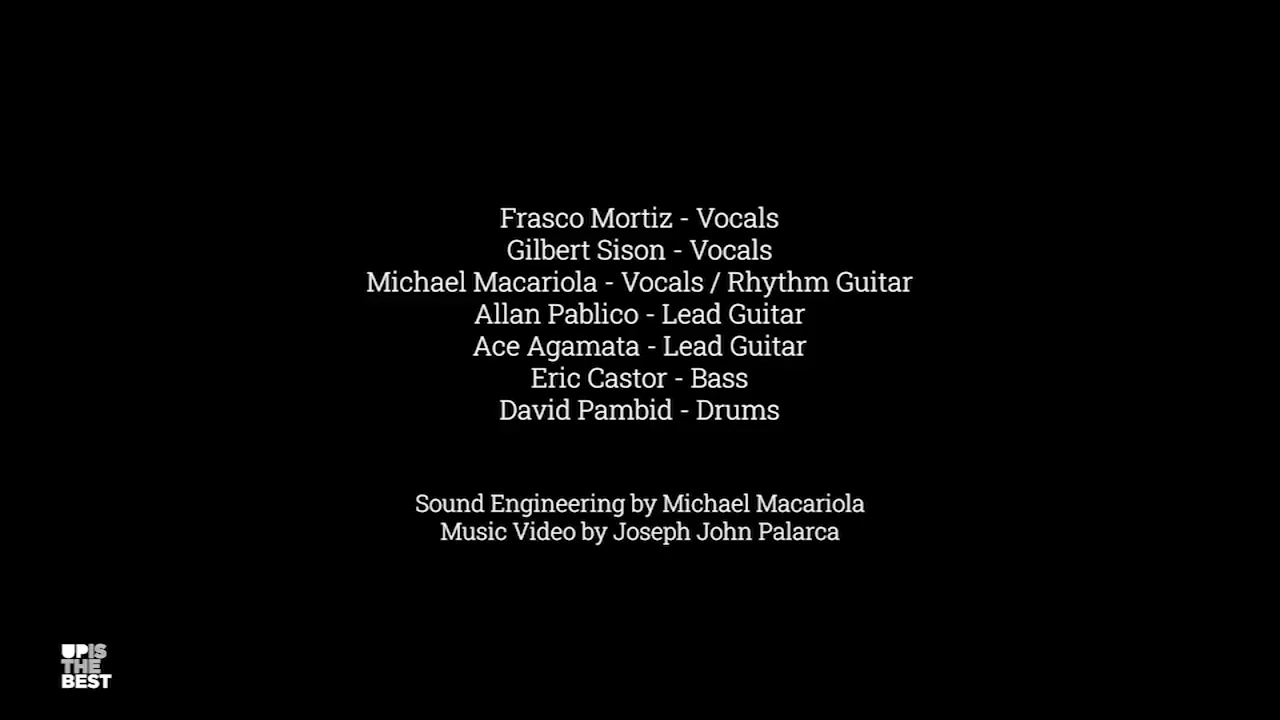 Frasco Mortiz - Vocals
Gilbert Sison - Vocals
Michael Macariola - Vocals / Rhythm Guitar
Allan Pablico - Lead Guitar
Ace Agamata - Lead Guitar
Eric Castor - Bass
David Pambid - Drums
Sound Engineering by Michael Macariola
Music Video by Joseph John Palarca
UPIS
THE
BEST